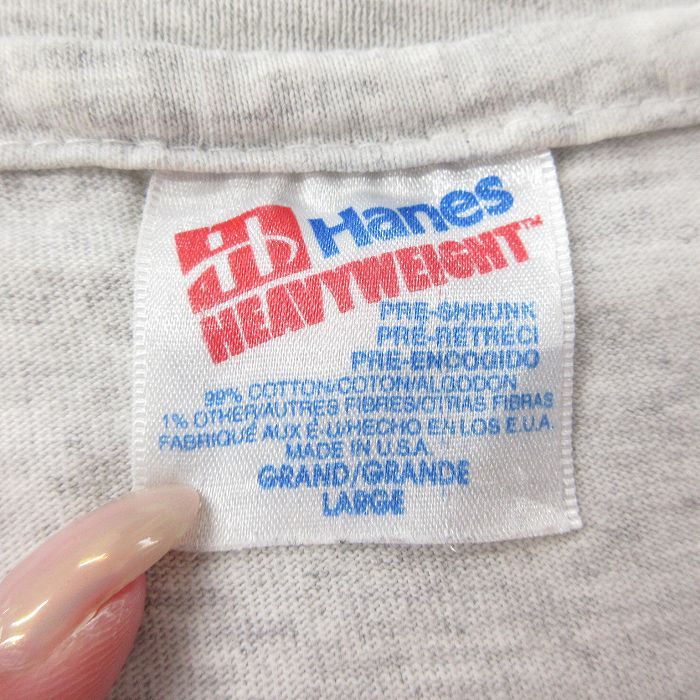 Hanes
HEAVYWEIGHT™
PRE-SHRUNK
PRÉ-RÉTRÉCI
PRE-ENCOGIDO
99% COTTON/COTON/ALGODON
1% OTHER/AUTRES FIBRES/OTRAS FIBRAS
FABRIQUÉ AUX É.-U/HECHO EN LOS E.U.A.
MADE IN U.S.A.
GRAND/GRANDE
LARGE